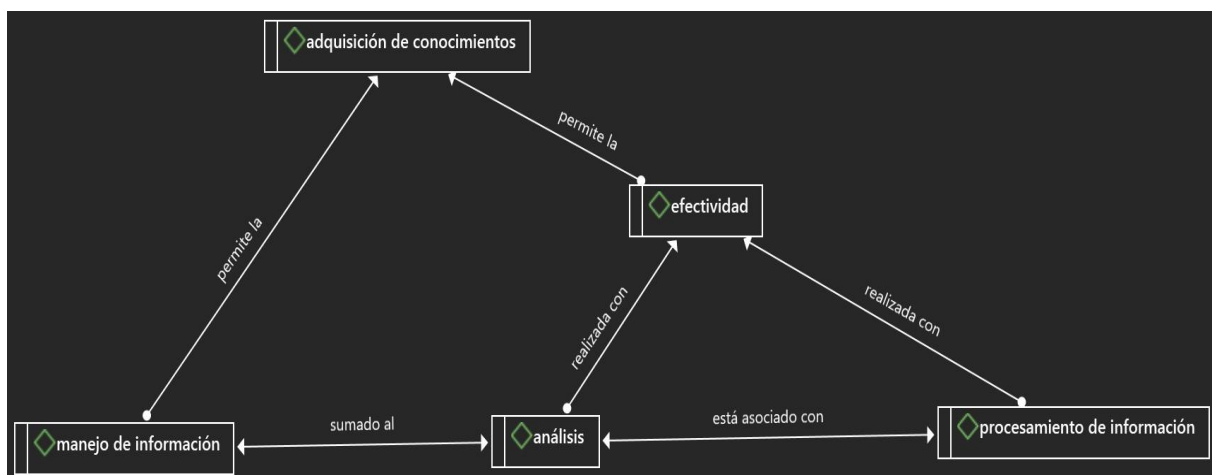 adquisición de conocimientos
permite la
efectividad
permite la
realizada con
realizada con
manejo de información
sumado al
análisis
está asociado con
procesamiento de información